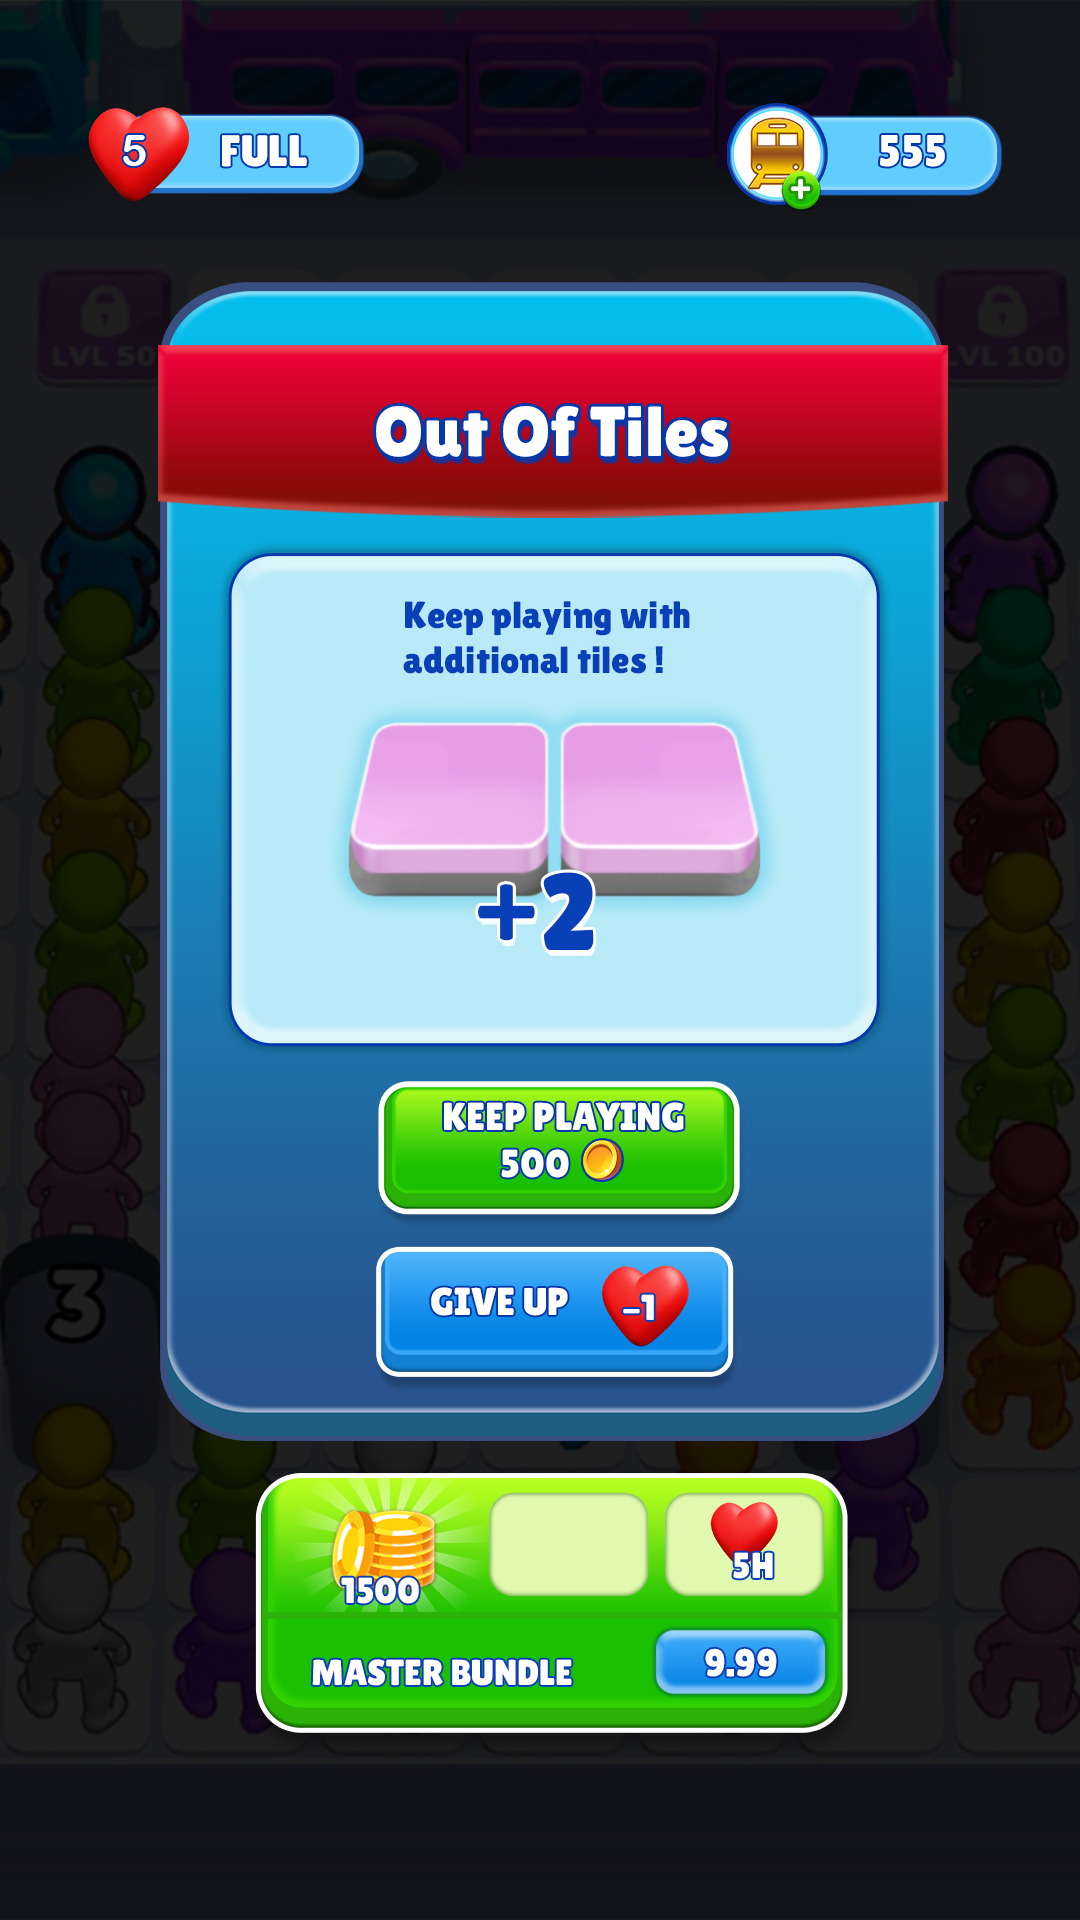 5
FULL
555
LVL 50
LVL 100
Out Of Tiles
Keep playing with
additional tiles !
+2
KEEP PLAYING
500
GIVE UP
-1
3
1500
5H
MASTER BUNDLE
9.99